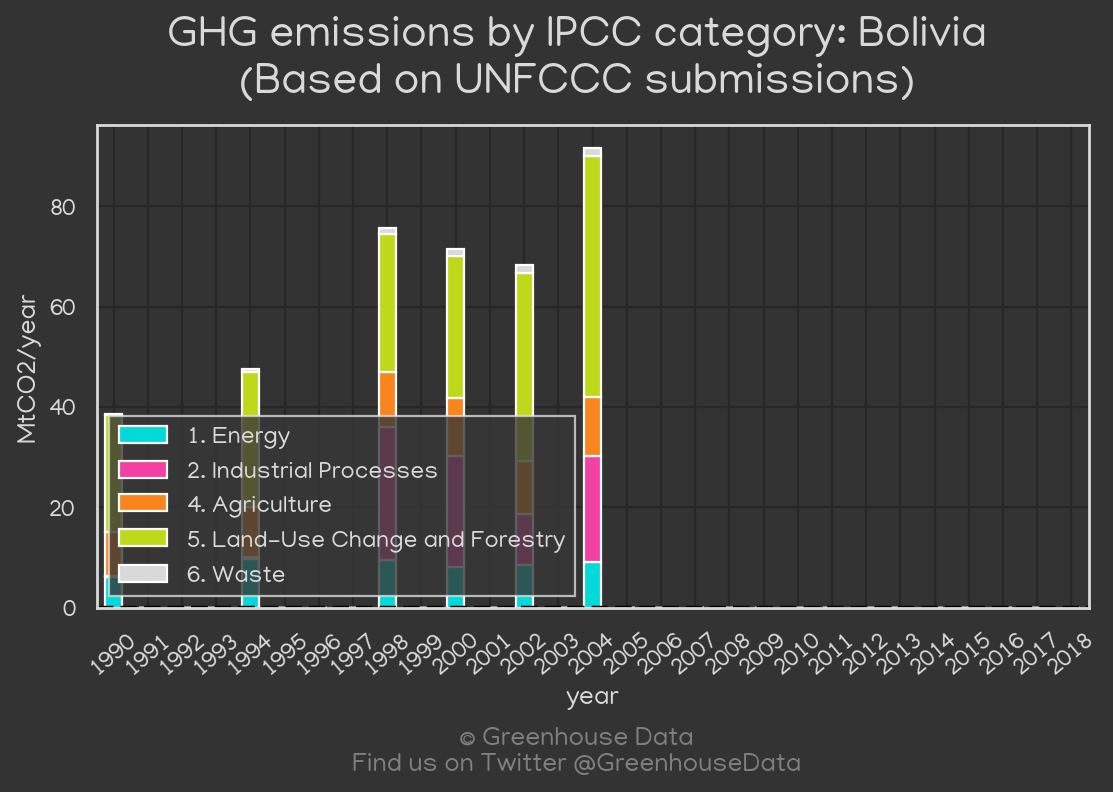 GHG emissions by IPCC category: Bolivia
(Based on UNFCCC submissions)
MtCO2/year
80
60
40
20
0
1. Energy
2. Industrial Processes
4. Agriculture
5. Land-Use Change and Forestry
6. Waste
1990 1991 1992 1993 1994 1995 1996 1997 1998 1999 2000 2001 2002 2003 2004 2005 2006 2007 2008 2009 2010 2011 2012 2013 2014 2015 2016 2017 2018
year
© Greenhouse Data
Find us on Twitter @GreenhouseData